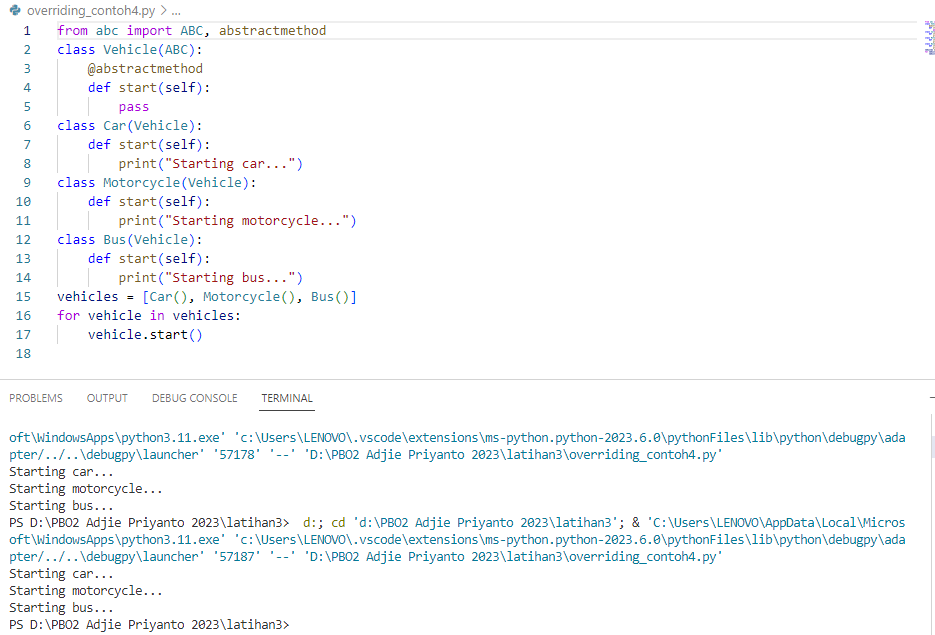 overriding_contoh4.py > ...
1 from abc import ABC, abstractmethod
2 class Vehicle(ABC):
3     @abstractmethod
4     def start(self):
5         pass
6 class Car(Vehicle):
7     def start(self):
8         print("Starting car...")
9 class Motorcycle(Vehicle):
10     def start(self):
11         print("Starting motorcycle...")
12 class Bus(Vehicle):
13     def start(self):
14         print("Starting bus...")
15 vehicles = [Car(), Motorcycle(), Bus()]
16 for vehicle in vehicles:
17     vehicle.start()
18
PROBLEMS OUTPUT DEBUG CONSOLE TERMINAL
oft\WindowsApps\python3.11.exe' 'c:\Users\LENOVO\.vscode\extensions\ms-python.python-2023.6.0\pythonFiles\lib\python\debugpy\ada
pter/../..\debugpy\launcher' '57178' '--' 'D:\PBO2 Adjie Priyanto 2023\latihan3\overriding_contoh4.py'
Starting car...
Starting motorcycle...
Starting bus...
PS D:\PBO2 Adjie Priyanto 2023\latihan3>  d:; cd 'd:\PBO2 Adjie Priyanto 2023\latihan3'; & 'C:\Users\LENOVO\AppData\Local\Micros
oft\WindowsApps\python3.11.exe' 'c:\Users\LENOVO\.vscode\extensions\ms-python.python-2023.6.0\pythonFiles\lib\python\debugpy\ada
pter/../..\debugpy\launcher' '57187' '--' 'D:\PBO2 Adjie Priyanto 2023\latihan3\overriding_contoh4.py'
Starting car...
Starting motorcycle...
Starting bus...
PS D:\PBO2 Adjie Priyanto 2023\latihan3>